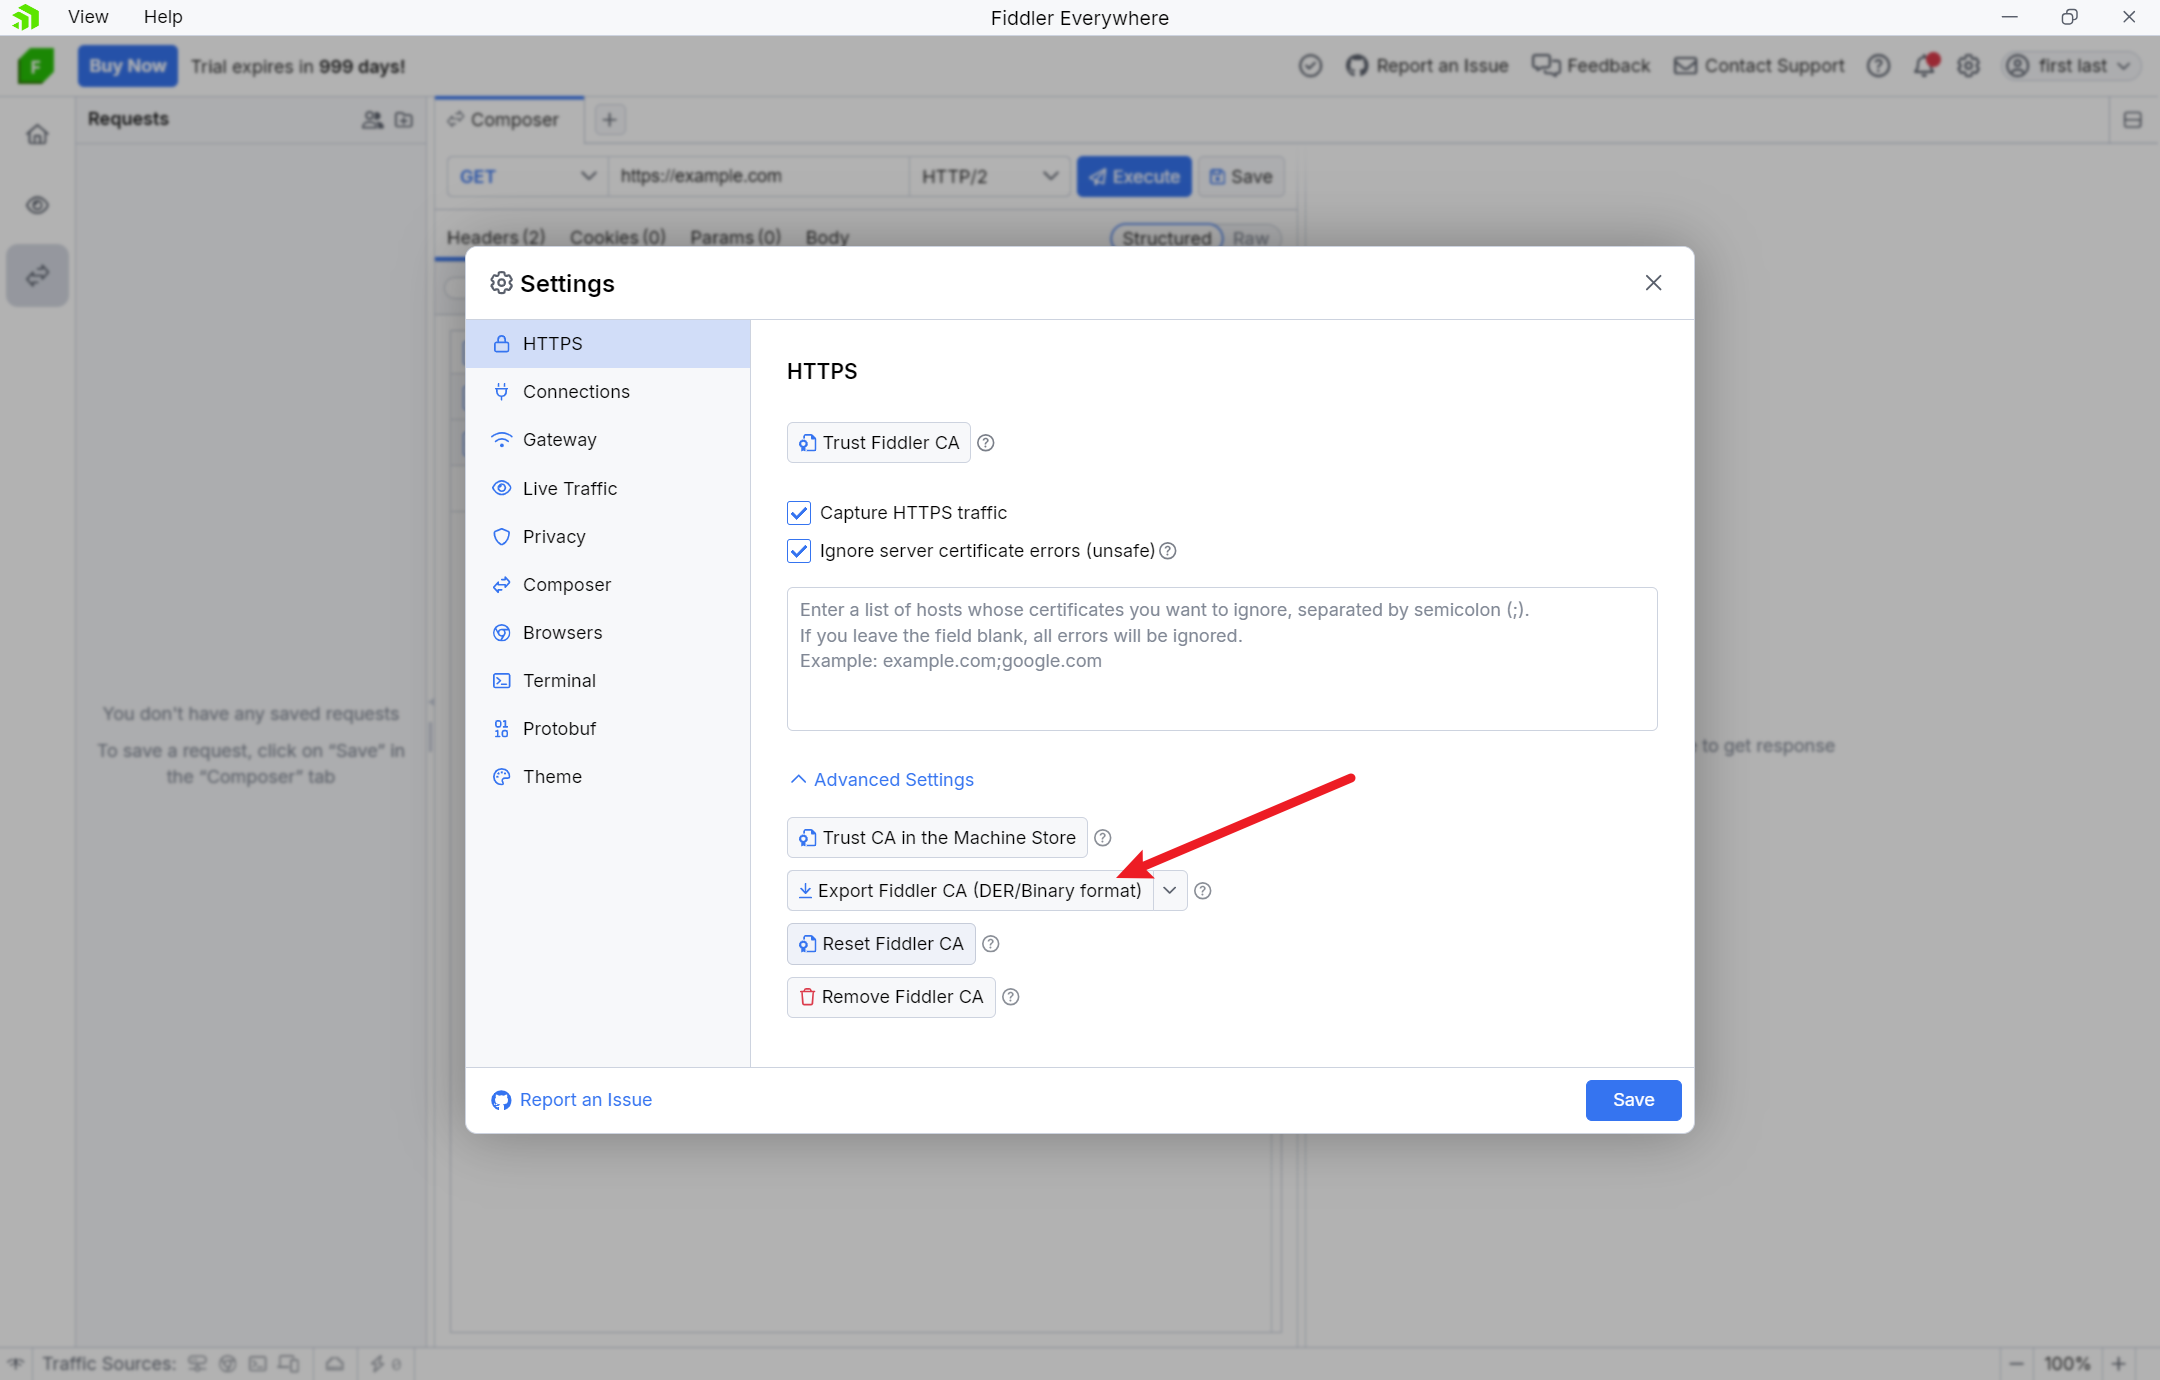 View Help
Fiddler Everywhere
F
Buy Now
Trial expires in 999 days!
Report an Issue
Feedback
Contact Support
first last
Requests
Composer
GET
https://example.com
HTTP/2
Execute
Save
Headers (2)
Cookies (0)
Params (0)
Body
Structured
Raw
Settings
HTTPS
Connections
Gateway
Live Traffic
Privacy
Composer
Browsers
Terminal
Protobuf
Theme
HTTPS
Trust Fiddler CA
Capture HTTPS traffic
Ignore server certificate errors (unsafe)
Enter a list of hosts whose certificates you want to ignore, separated by semicolon (;).
If you leave the field blank, all errors will be ignored.
Example: example.com;google.com
Advanced Settings
Trust CA in the Machine Store
Export Fiddler CA (DER/Binary format)
Reset Fiddler CA
Remove Fiddler CA
Report an Issue
Save
You don't have any saved requests
To save a request, click on “Save” in
the “Composer” tab
to get response
Traffic Sources:
0
100%